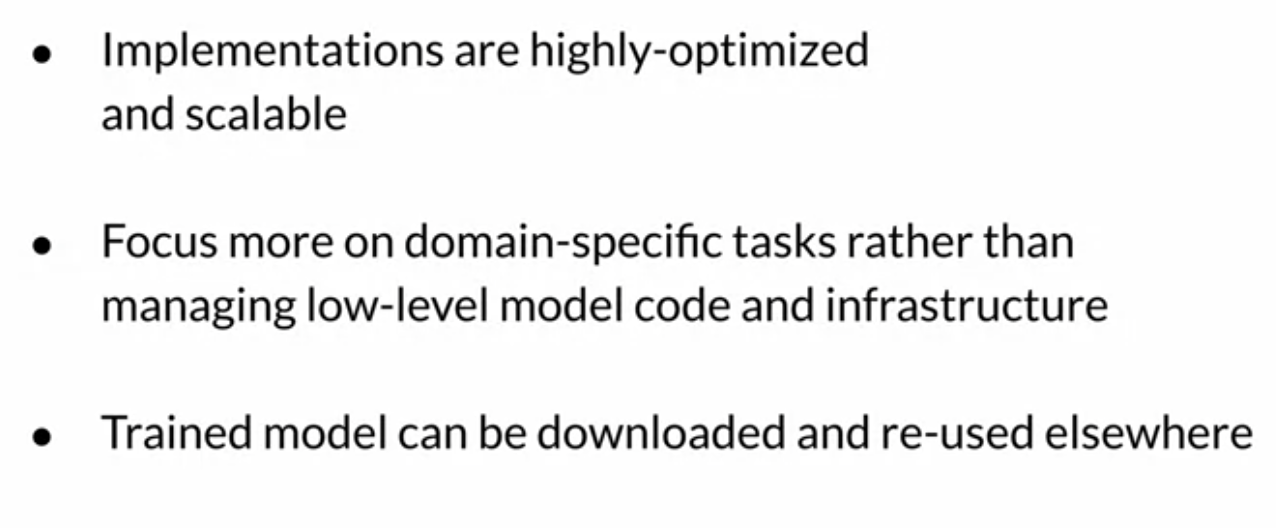 • Implementations are highly-optimized
and scalable
• Focus more on domain-specific tasks rather than
managing low-level model code and infrastructure
• Trained model can be downloaded and re-used elsewhere